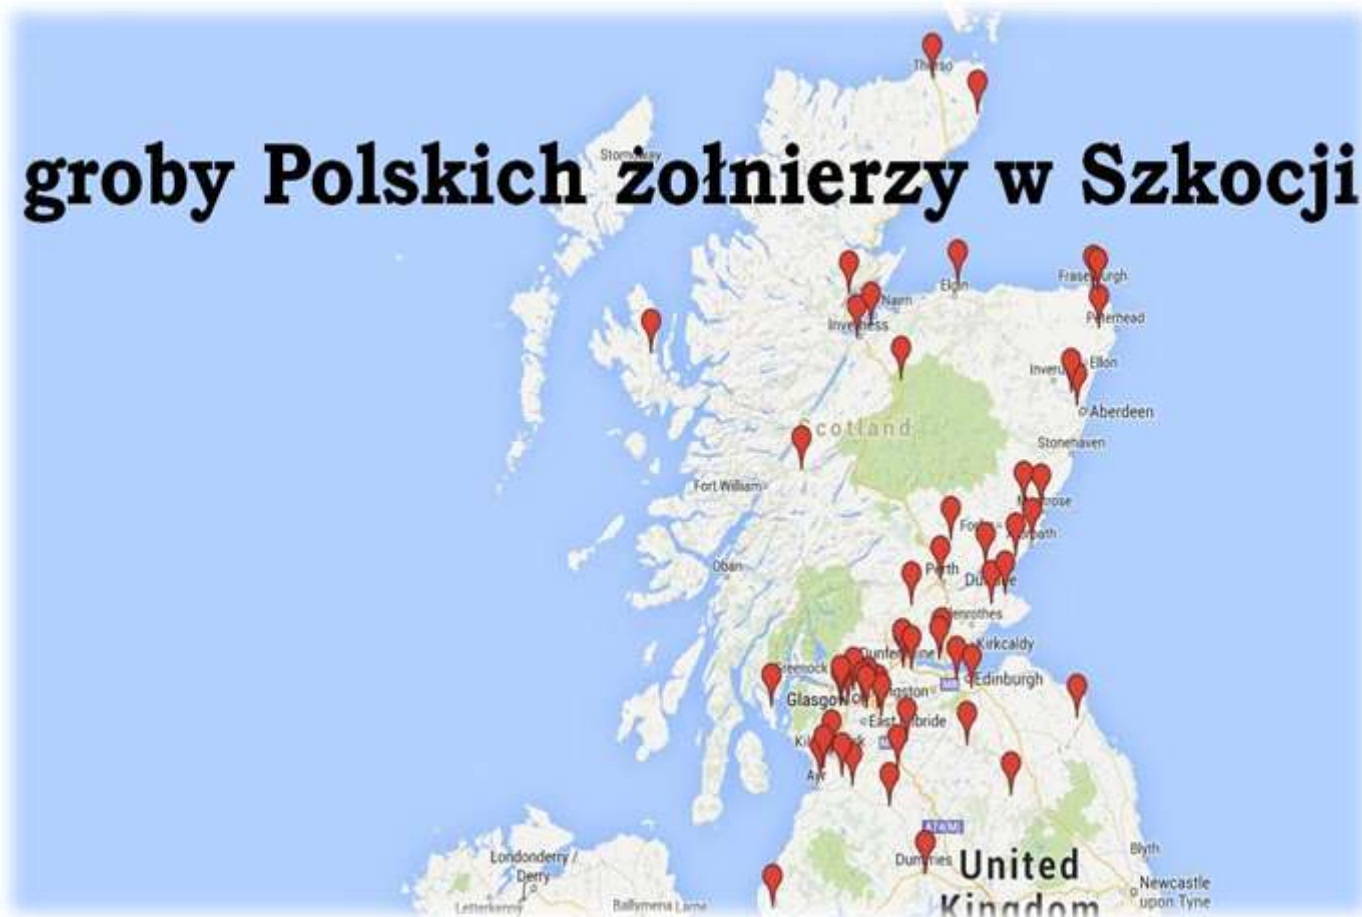 Thurso
Stornoway
groby Polskich żołnierzy w Szkocji
Elgin
Fraserburgh
Nairn
Inverness
Peterhead
Ellon
Aberdeen
Scotland
Stonehaven
Fort William
Montrose
Arbroath
Oban
Perth
Dundee
Glenrothes
Kirkcaldy
Dunfermline
Greenock
Edinburgh
Glasgow
East Kilbride
Ayr
A74(M)
Dumfries
United
Kingdom
Londonderry /
Derry
Blyth
Newcastle
upon Tyne
Letterkenny
Ballymena Larne